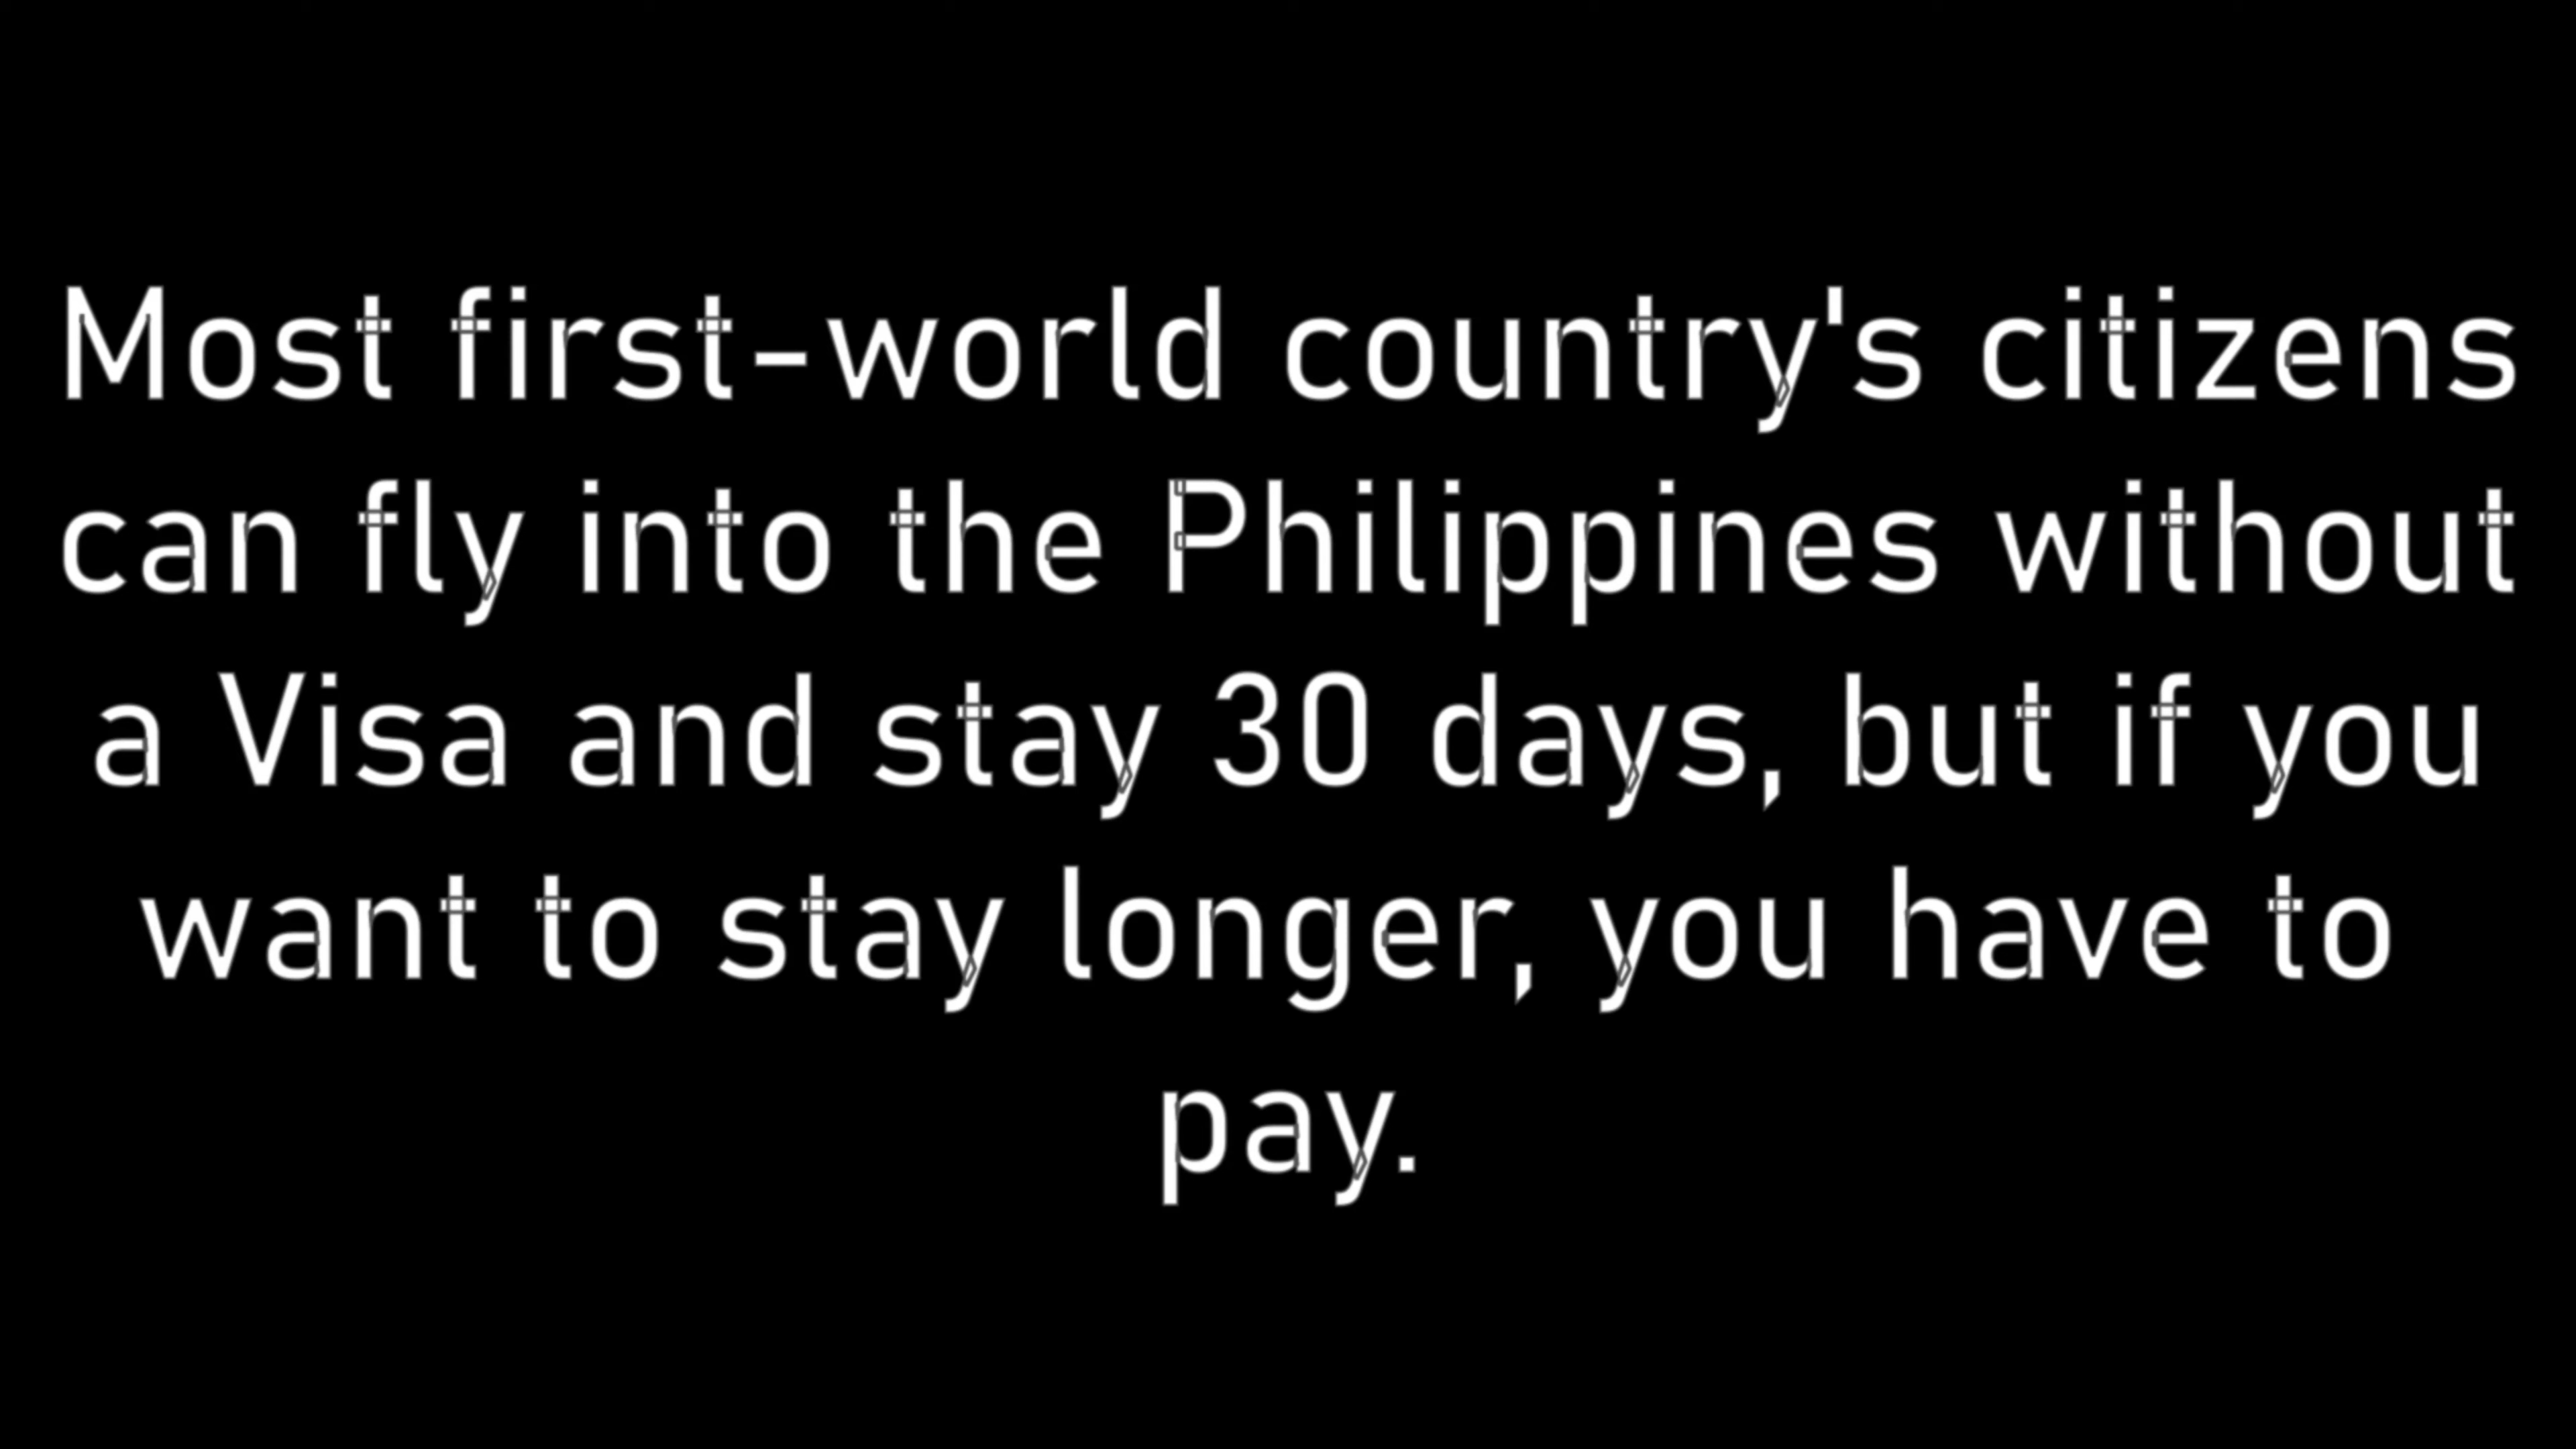 Most first-world country's citizens
can fly into the Philippines without
a Visa and stay 30 days, but if you
want to stay longer, you have to
pay.